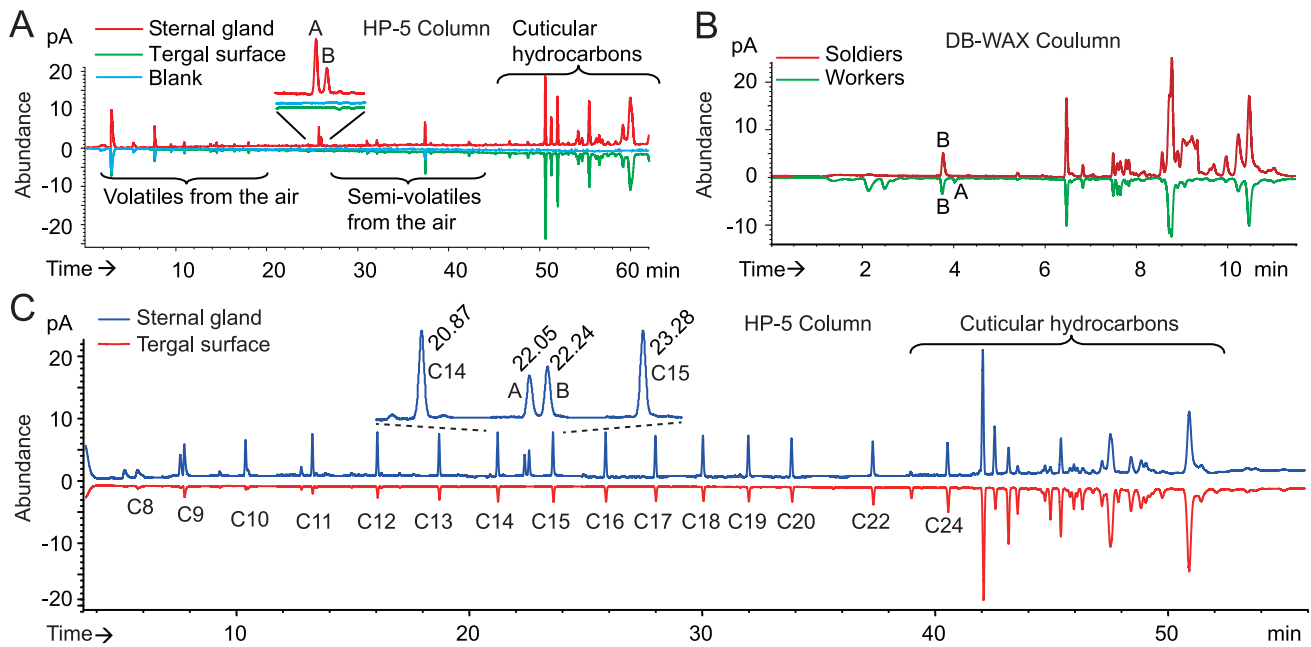 A
pA
Sternal gland
Tergal surface
Blank
A
B
HP-5 Column
Cuticular
hydrocarbons
20
10
0
-10
-20
Abundance
Volatiles from the air
Semi-volatiles
from the air
Time→
10
20
30
40
50
60
min
B
pA
DB-WAX Coulumn
Soldiers
Workers
20
10
0
-10
Abundance
B
B
A
Time→
2
4
6
8
10
min
C
pA
Sternal gland
Tergal surface
HP-5 Column
Cuticular hydrocarbons
20.87
22.05
22.24
23.28
C14
A
B
C15
20
10
0
-10
-20
Abundance
C8
C9
C10
C11
C12
C13
C14
C15
C16
C17
C18
C19
C20
C22
C24
Time→
10
20
30
40
50
min